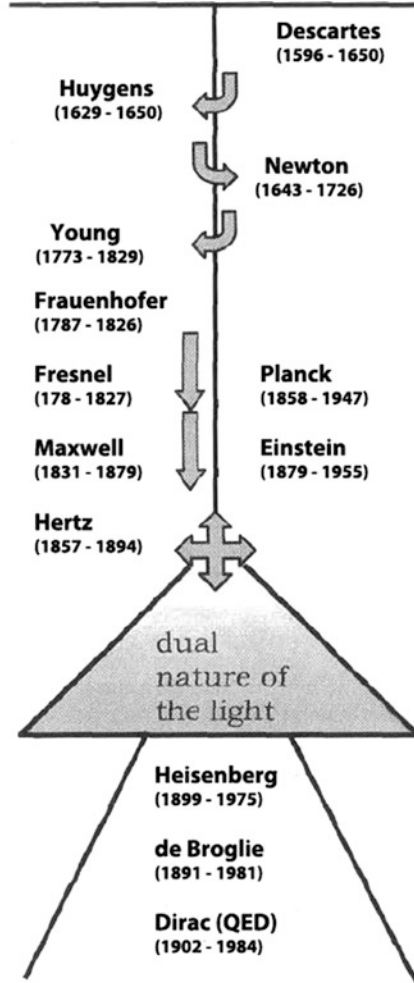 Descartes
(1596 - 1650)
Huygens
(1629 - 1650)
Newton
(1643 - 1726)
Young
(1773 - 1829)
Frauenhofer
(1787 - 1826)
Fresnel
(178 - 1827)
Planck
(1858 - 1947)
Maxwell
(1831 - 1879)
Einstein
(1879 - 1955)
Hertz
(1857 - 1894)
dual
nature of
the light
Heisenberg
(1899 - 1975)
de Broglie
(1891 - 1981)
Dirac (QED)
(1902 - 1984)